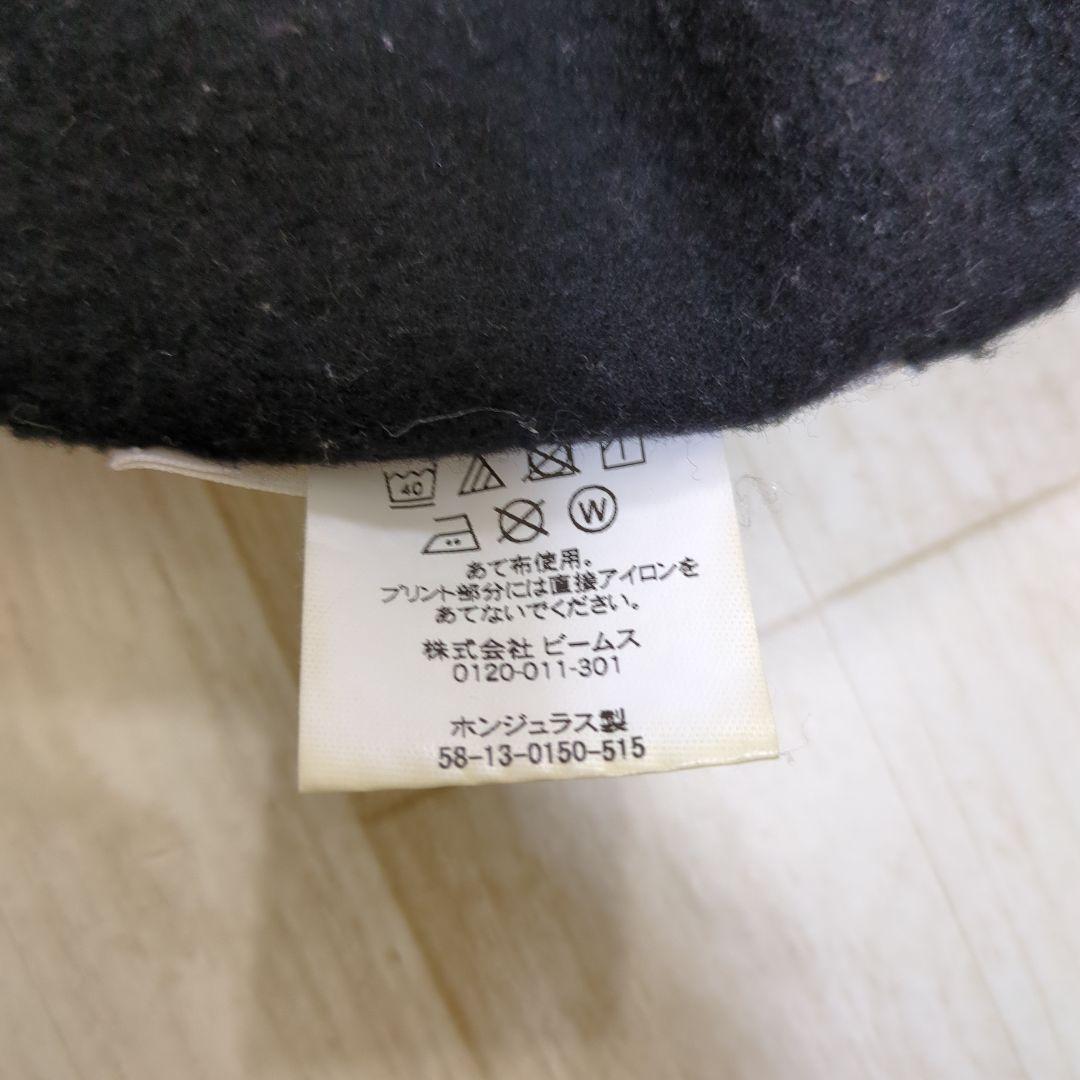 40
W
あて布使用。
プリント部分には直接アイロンを
あてないでください。
株式会社 ビームス
0120-011-301
ホンジュラス製
58-13-0150-515